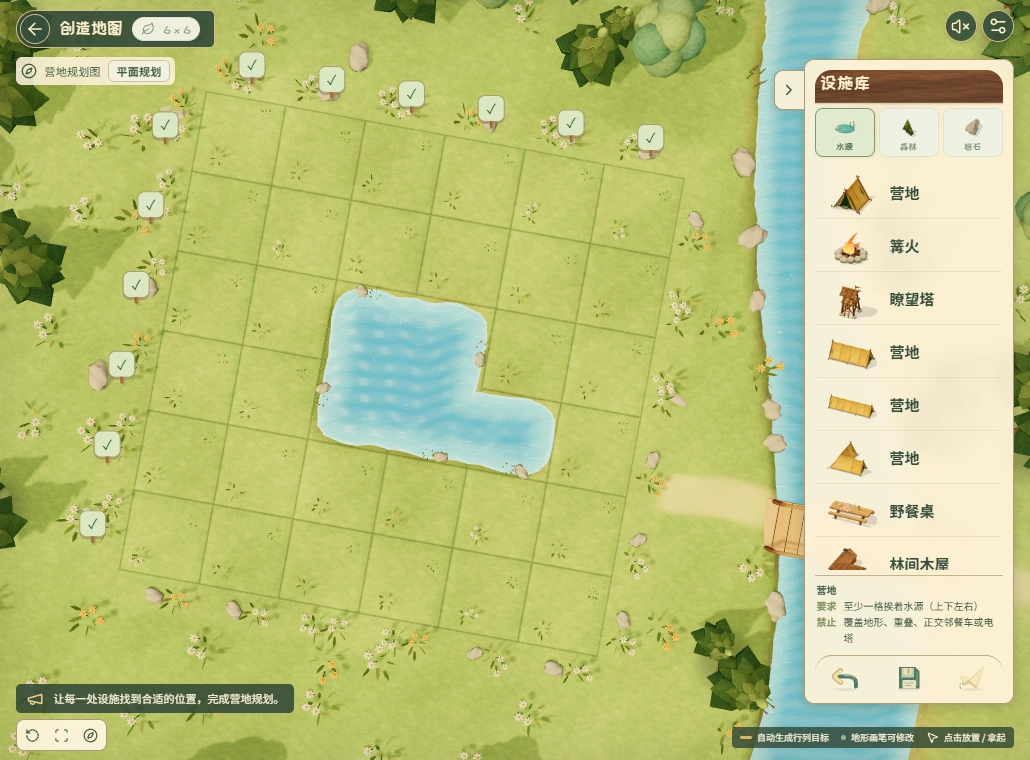 创造地图
6×6
营地规划图
平面规划
设施库
水源
森林
岩石
营地
篝火
瞭望塔
营地
营地
营地
野餐桌
林间木屋
营地
要求 至少一格挨着水源（上下左右）
禁止 覆盖地形、重叠、正交邻餐车或电
塔
让每一处设施找到合适的位置，完成营地规划。
自动生成行列目标
地形画笔可修改
点击放置 / 拿起